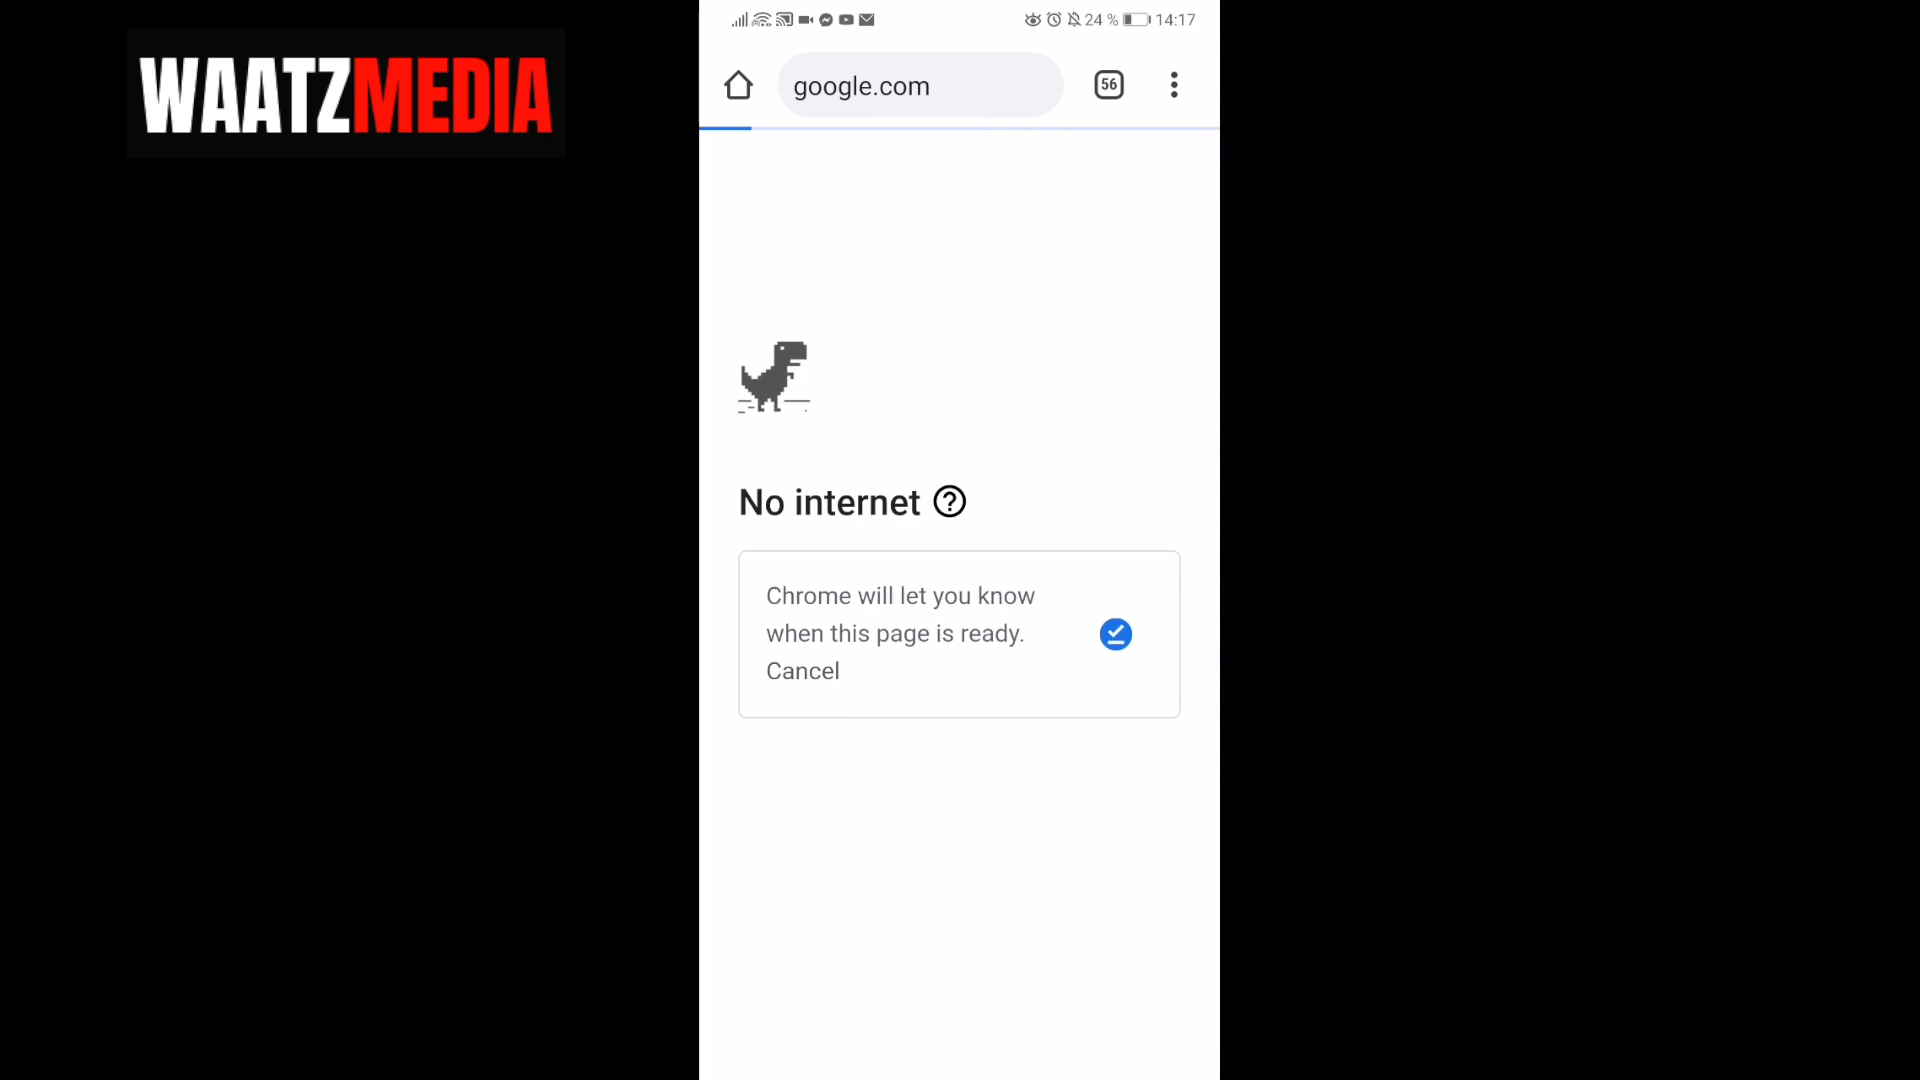 WAATZMEDIA
24 % 14:17
google.com
56
No internet
Chrome will let you know
when this page is ready.
Cancel